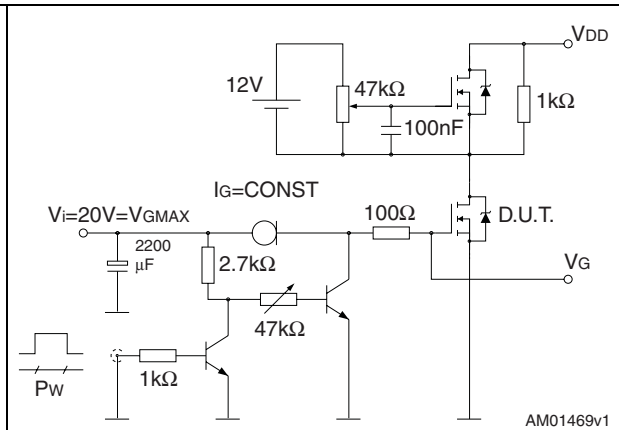 VDD
12V
47kΩ
1kΩ
100nF
IG=CONST
Vi=20V=VGMAX
100Ω
D.U.T.
2200
μF
2.7kΩ
VG
47kΩ
1kΩ
PW
AM01469v1